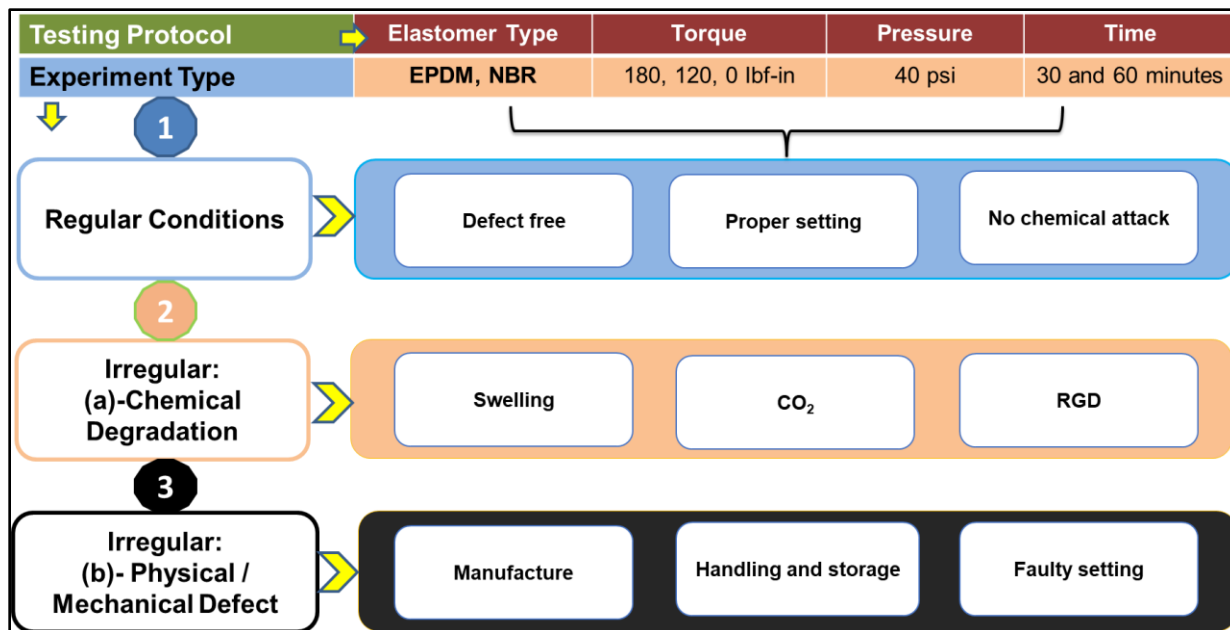 Testing Protocol
Elastomer Type
Torque
Pressure
Time
Experiment Type
EPDM, NBR
180, 120, 0 lbf-in
40 psi
30 and 60 minutes
1
Regular Conditions
Defect free
Proper setting
No chemical attack
2
Irregular:
(a)-Chemical
Degradation
Swelling
CO₂
RGD
3
Irregular:
(b)- Physical /
Mechanical Defect
Manufacture
Handling and storage
Faulty setting